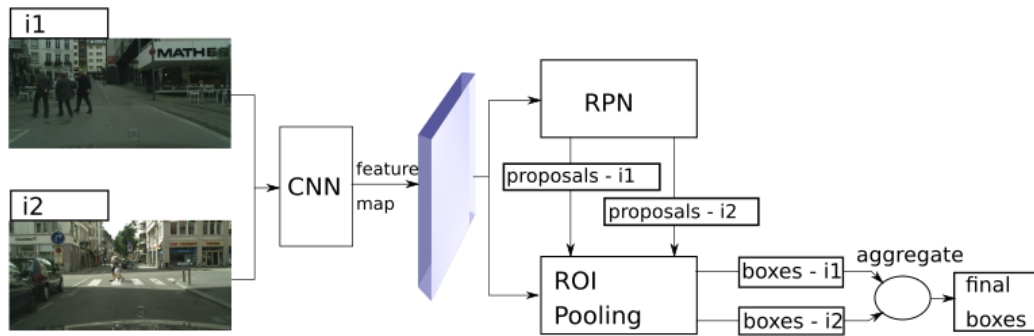 i1
MATHE
i2
CNN
feature
map
RPN
proposals - i1
proposals - i2
ROI
Pooling
boxes - i1
boxes - i2
aggregate
final
boxes